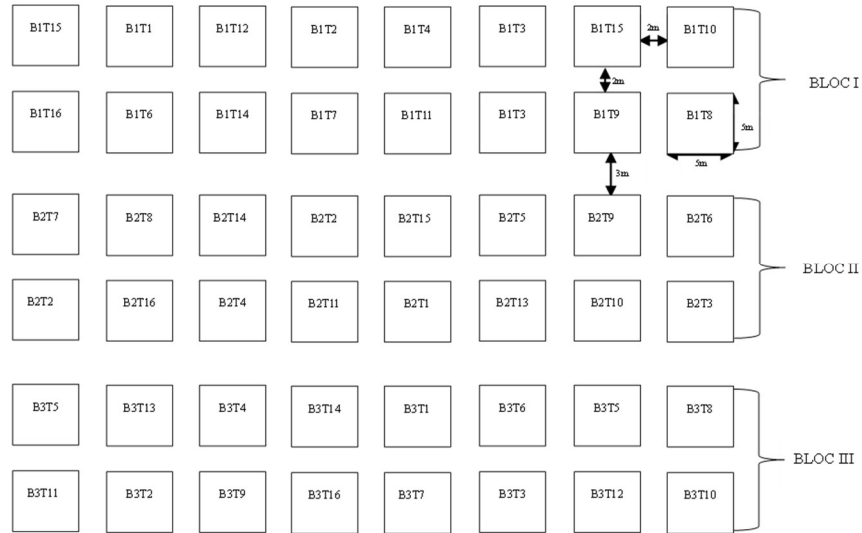 B1T15 B1T1 B1T12 B1T2 B1T4 B1T3 B1T15 2m B1T10
BLOC I
2m
B1T16 B1T6 B1T14 B1T7 B1T11 B1T3 B1T9 B1T8
5m
5m
3m
B2T7 B2T8 B2T14 B2T2 B2T15 B2T5 B2T9 B2T6
BLOC II
B2T2 B2T16 B2T4 B2T11 B2T1 B2T13 B2T10 B2T3
B3T5 B3T13 B3T4 B3T14 B3T1 B3T6 B3T5 B3T8
BLOC III
B3T11 B3T2 B3T9 B3T16 B3T7 B3T3 B3T12 B3T10